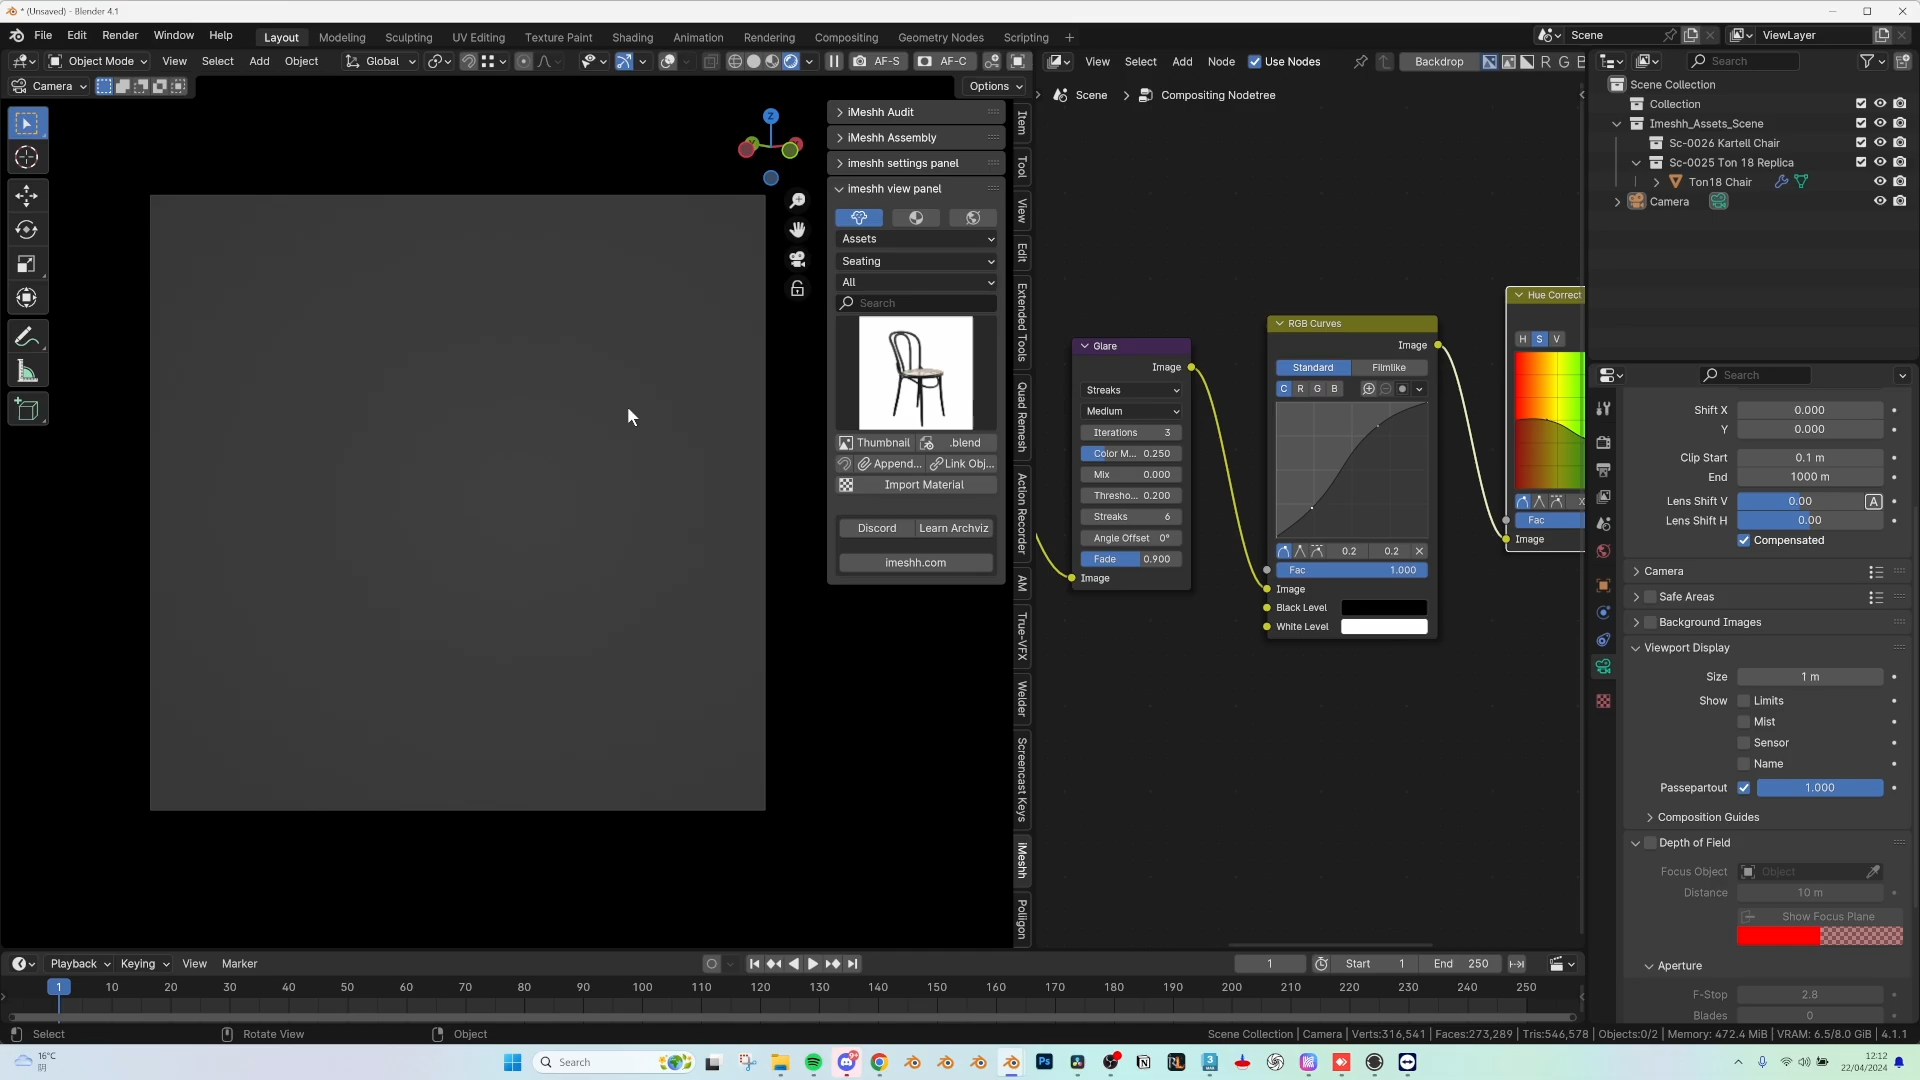 * (Unsaved) - Blender 4.1
File Edit Render Window Help
Layout Modeling Sculpting UV Editing Texture Paint Shading Animation Rendering Compositing Geometry Nodes Scripting
Scene
ViewLayer
Object Mode View Select Add Object
Global
AF-S AF-C
View Select Add Node Use Nodes
Backdrop
R G B
Search
Camera
Options
Scene > Compositing Nodetree
Scene Collection
Collection
Imeshh_Assets_Scene
Sc-0026 Kartell Chair
Sc-0025 Ton 18 Replica
Ton18 Chair
Camera
Z
iMeshh Audit
iMeshh Assembly
imeshh settings panel
imeshh view panel
Assets
Seating
All
Search
Thumbnail .blend
Append... Link Obj...
Import Material
Discord Learn Archviz
imeshh.com
Item
Tool
View
Edit
Extended Tools
Quad Remesh
Action Recorder
AM
True-VFX
Welder
Screencast Keys
iMeshh
Poliigon
Glare
Image
Streaks
Medium
Iterations 3
Color M... 0.250
Mix 0.000
Thresho... 0.200
Streaks 6
Angle Offset 0°
Fade 0.900
Image
RGB Curves
Image
Standard Filmlike
C R G B
0.2 0.2
Fac 1.000
Image
Black Level
White Level
Hue Correct
H S V
Fac
Image
Search
Shift X 0.000
Y 0.000
Clip Start 0.1 m
End 1000 m
Lens Shift V 0.00 A
Lens Shift H 0.00
Compensated
Camera
Safe Areas
Background Images
Viewport Display
Size 1 m
Show Limits
Mist
Sensor
Name
Passepartout 1.000
Composition Guides
Depth of Field
Focus Object Object
Distance 10 m
Show Focus Plane
Aperture
F-Stop 2.8
Blades 0
Playback Keying View Marker
1 Start 1 End 250
1 10 20 30 40 50 60 70 80 90 100 110 120 130 140 150 160 170 180 190 200 210 220 230 240 250
Select Rotate View Object
Scene Collection | Camera | Verts:316,541 | Faces:273,289 | Tris:546,578 | Objects:0/2 | Memory: 472.4 MiB | VRAM: 6.5/8.0 GiB | 4.1.1
16°C
阴
Search
Ps
12:12
22/04/2024